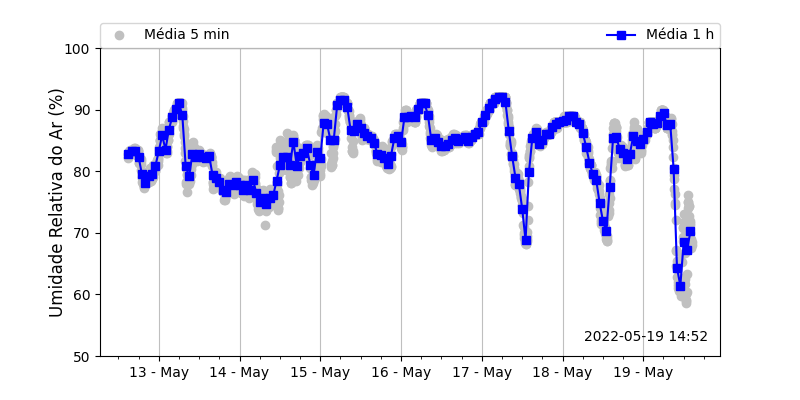 Média 5 min
Média 1 h
Umidade Relativa do Ar (%)
100
90
80
70
60
50
2022-05-19 14:52
13 - May
14 - May
15 - May
16 - May
17 - May
18 - May
19 - May